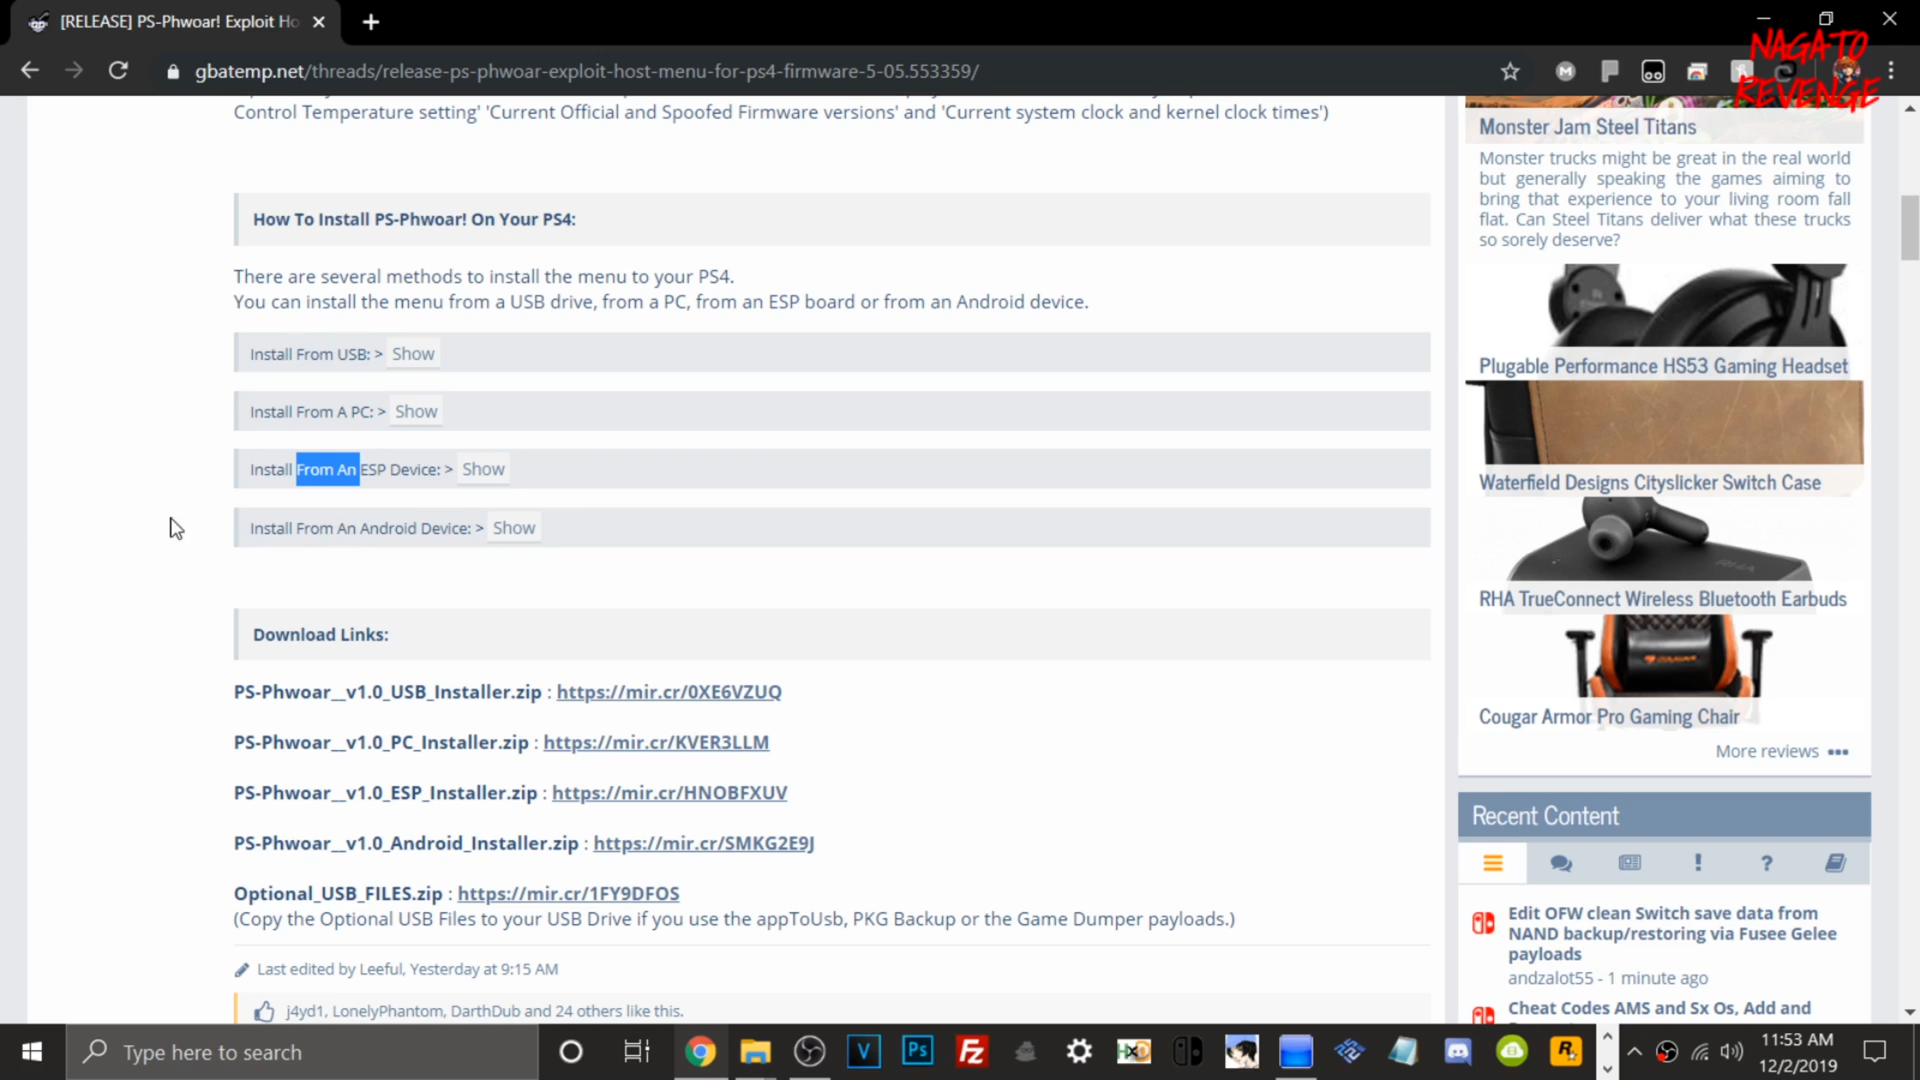 [RELEASE] PS-Phwoar! Exploit Ho
gbatemp.net/threads/release-ps-phwoar-exploit-host-menu-for-ps4-firmware-5-05.553359/
NAGATO
REVENGE
Control Temperature setting' 'Current Official and Spoofed Firmware versions' and 'Current system clock and kernel clock times')
How To Install PS-Phwoar! On Your PS4:
There are several methods to install the menu to your PS4.
You can install the menu from a USB drive, from a PC, from an ESP board or from an Android device.
Install From USB: > Show
Install From A PC: > Show
Install From An ESP Device: > Show
Install From An Android Device: > Show
Download Links:
PS-Phwoar__v1.0_USB_Installer.zip : https://mir.cr/0XE6VZUQ
PS-Phwoar__v1.0_PC_Installer.zip : https://mir.cr/KVER3LLM
PS-Phwoar__v1.0_ESP_Installer.zip : https://mir.cr/HNOBFXUV
PS-Phwoar__v1.0_Android_Installer.zip : https://mir.cr/SMKG2E9J
Optional_USB_FILES.zip : https://mir.cr/1FY9DFOS
(Copy the Optional USB Files to your USB Drive if you use the appToUsb, PKG Backup or the Game Dumper payloads.)
Last edited by Leeful, Yesterday at 9:15 AM
j4yd1, LonelyPhantom, DarthDub and 24 others like this.
Monster Jam Steel Titans
Monster trucks might be great in the real world
but generally speaking the games aiming to
bring that experience to your living room fall
flat. Can Steel Titans deliver what these trucks
so sorely deserve?
Plugable Performance HS53 Gaming Headset
Waterfield Designs Cityslicker Switch Case
RHA
RHA TrueConnect Wireless Bluetooth Earbuds
COUGAR
Cougar Armor Pro Gaming Chair
More reviews
Recent Content
Edit OFW clean Switch save data from
NAND backup/restoring via Fusee Gelee
payloads
andzalot55 - 1 minute ago
Cheat Codes AMS and Sx Os, Add and
Type here to search
11:53 AM
12/2/2019